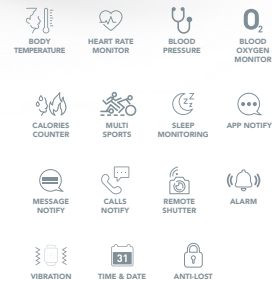 O2
BODY TEMPERATURE
HEART RATE MONITOR
BLOOD PRESSURE
BLOOD OXYGEN MONITOR
CALORIES COUNTER
MULTI SPORTS
zzz
SLEEP MONITORING
APP NOTIFY
MESSAGE NOTIFY
CALLS NOTIFY
REMOTE SHUTTER
ALARM
VIBRATION
31
TIME & DATE
ANTI-LOST